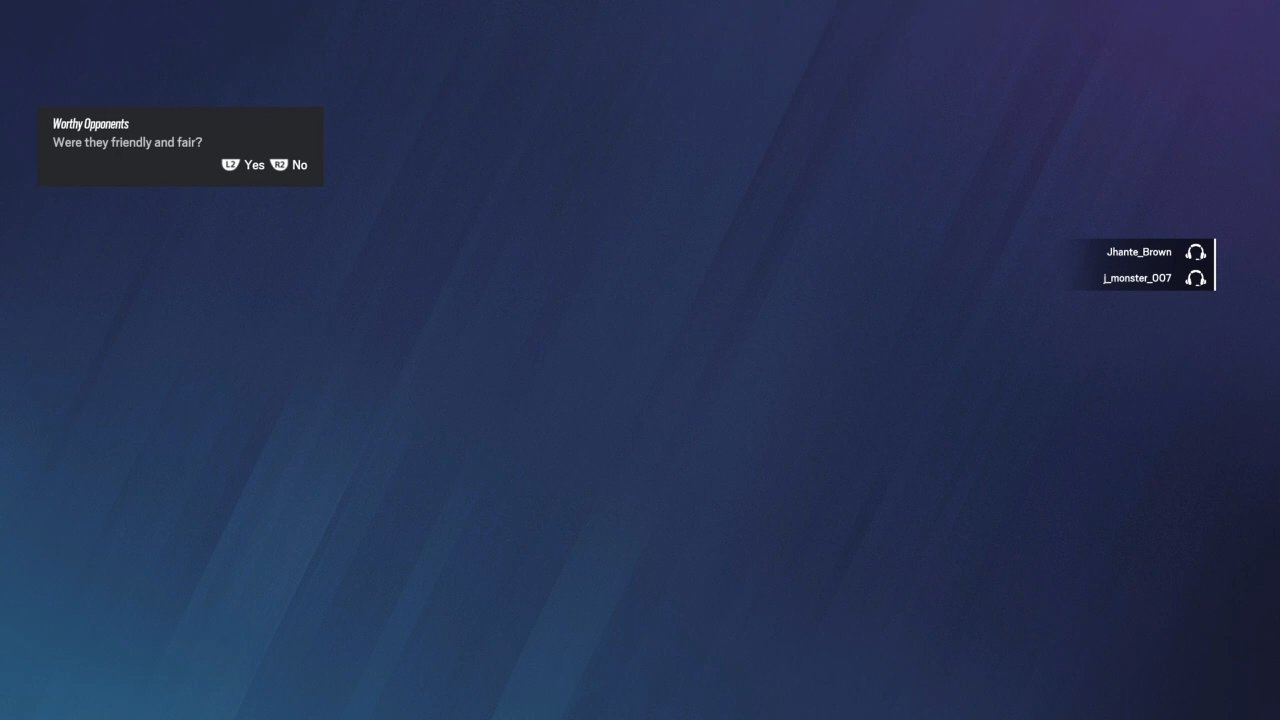 Worthy Opponents
Were they friendly and fair?
L2 Yes R2 No
Jhante_Brown
j_monster_007